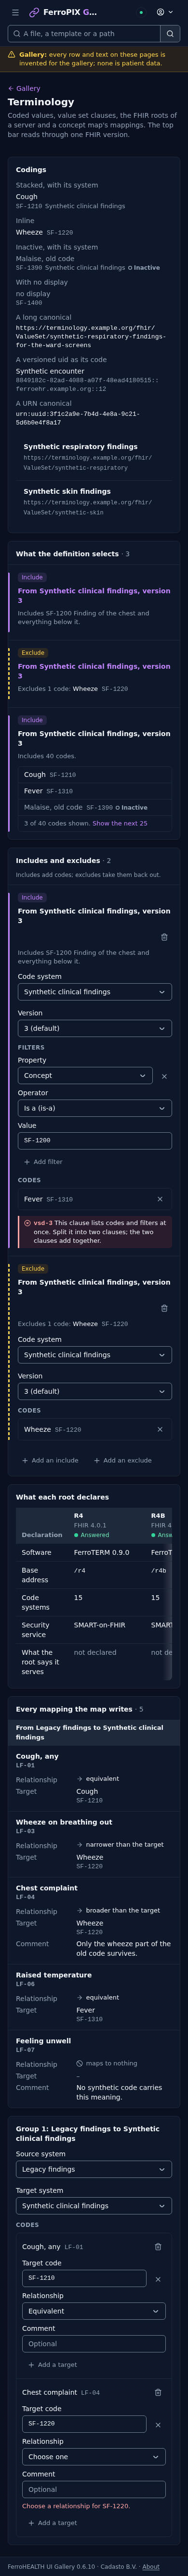 FerroPIX G…
A file, a template or a path
Gallery: every row and text on these pages is
invented for the gallery; none is patient data.
← Gallery
Terminology
Coded values, value set clauses, the FHIR roots
of a server and a concept map's mappings. The top
bar reads through one FHIR version.
Codings
Stacked, with its system
Cough
SF-1210 Synthetic clinical findings
Inline
Wheeze SF-1220
Inactive, with its system
Malaise, old code
SF-1390 Synthetic clinical findings Inactive
With no display
no display
SF-1400
A long canonical
https://terminology.example.org/fhir/
ValueSet/synthetic-respiratory-findings-
for-the-ward-screens
A versioned uid as its code
Synthetic encounter
ferroehr.example.org::12
A URN canonical
urn:uuid:3f1c2a9e-7b4d-4e8a-9c21-
5d6b0e4f8a17
Synthetic respiratory findings
https://terminology.example.org/fhir/
ValueSet/synthetic-respiratory
Synthetic skin findings
https://terminology.example.org/fhir/
ValueSet/synthetic-skin
What the definition selects · 3
Include
From Synthetic clinical findings, version
3
Includes SF-1200 Finding of the chest and
everything below it.
Exclude
From Synthetic clinical findings, version
3
Excludes 1 code: Wheeze SF-1220
Include
From Synthetic clinical findings, version
3
Includes 40 codes.
Cough SF-1210
Fever SF-1310
Malaise, old code SF-1390 Inactive
3 of 40 codes shown. Show the next 25
Includes and excludes · 2
Includes add codes; excludes take them back out.
Include
From Synthetic clinical findings, version
3
Includes SF-1200 Finding of the chest and
everything below it.
Code system
Synthetic clinical findings
Version
3 (default)
FILTERS
Property
Concept
Operator
Is a (is-a)
Value
SF-1200
+ Add filter
CODES
Fever SF-1310
vsd-3 This clause lists codes and filters at
once. Split it into two clauses; the two
clauses add together.
Exclude
From Synthetic clinical findings, version
3
Excludes 1 code: Wheeze SF-1220
Code system
Synthetic clinical findings
Version
3 (default)
CODES
Wheeze SF-1220
+ Add an include + Add an exclude
What each root declares
R4 R4B
FHIR 4.0.1 FHIR 4
Declaration Answered Answ
Software FerroTERM 0.9.0 FerroT
Base
address /r4 /r4b
Code
systems 15 15
Security
service SMART-on-FHIR SMART
What the
root says it
serves not declared not de
Every mapping the map writes · 5
From Legacy findings to Synthetic clinical
findings
Cough, any
LF-01
Relationship → equivalent
Target Cough
SF-1210
Wheeze on breathing out
LF-03
Relationship → narrower than the target
Target Wheeze
SF-1220
Chest complaint
LF-04
Relationship → broader than the target
Target Wheeze
SF-1220
Comment Only the wheeze part of the
old code survives.
Raised temperature
LF-06
Relationship → equivalent
Target Fever
SF-1310
Feeling unwell
LF-07
Relationship maps to nothing
Target –
Comment No synthetic code carries
this meaning.
Group 1: Legacy findings to Synthetic
clinical findings
Source system
Legacy findings
Target system
Synthetic clinical findings
CODES
Cough, any LF-01
Target code
SF-1210
Relationship
Equivalent
Comment
Optional
+ Add a target
Chest complaint LF-04
Target code
SF-1220
Relationship
Choose one
Comment
Optional
Choose a relationship for SF-1220.
+ Add a target
FerroHEALTH UI Gallery 0.6.10 · Cadasto B.V. · About